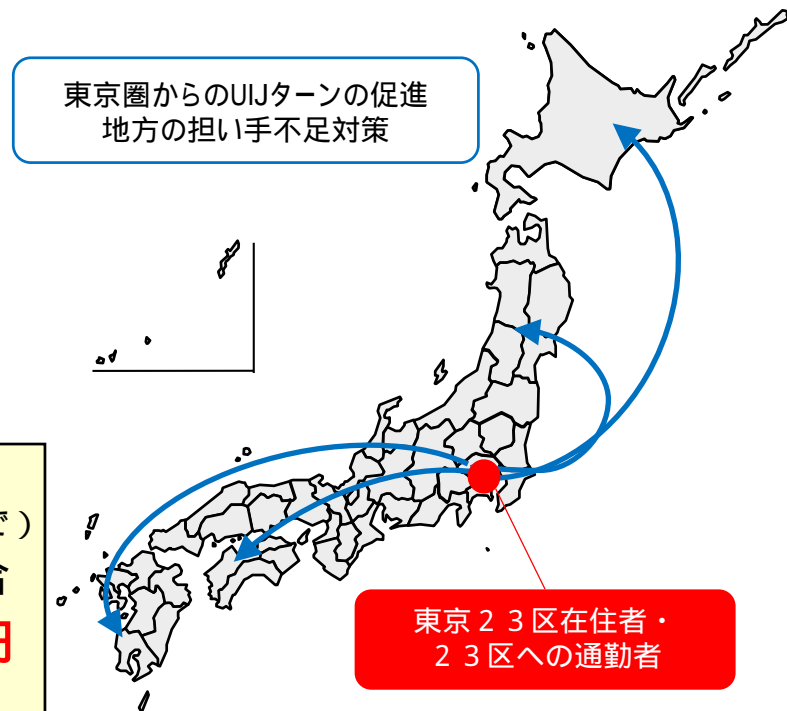 東京圏からのUIJターンの促進
地方の担い手不足対策
で）
円
東京２３区在住者・
２３区への通勤者